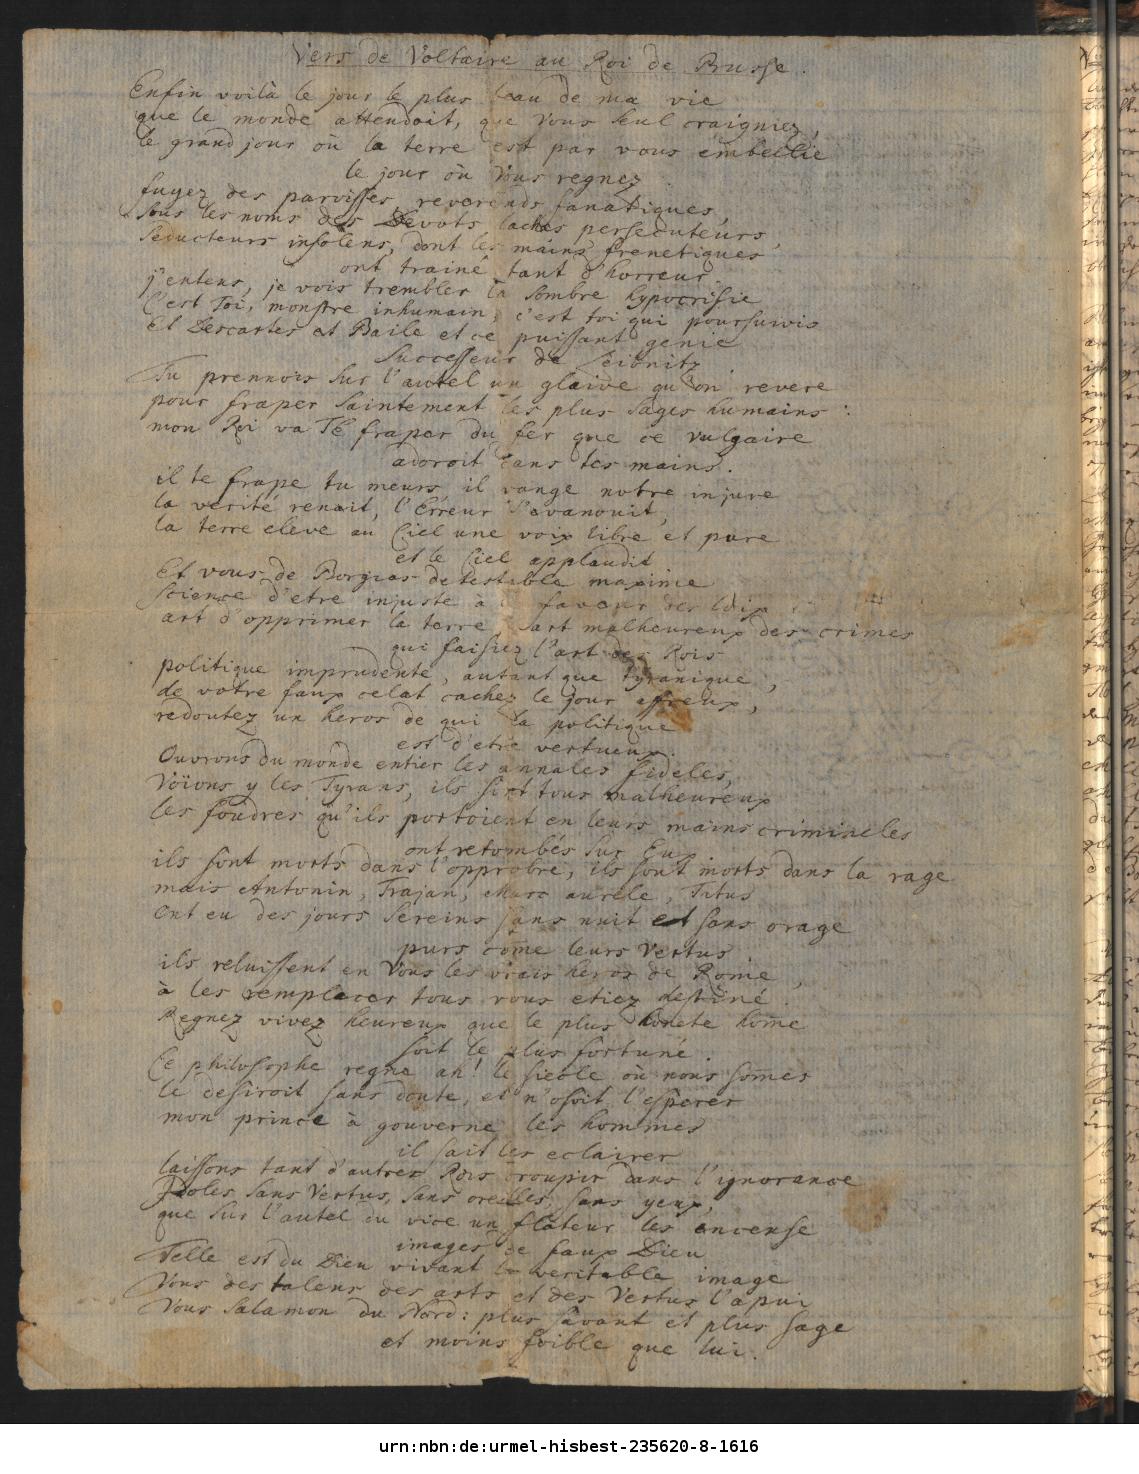 Vers de Voltaire au Roi de Prusse.
Enfin voilà le jour le plus beau de ma vie
que le monde attendoit, que vous seul craigniez,
le grand jour où la terre est par vous embellie
le jour où vous regnez.
fuyez des paroisses, reverends fanatiques,
sous les noms des Devots laches persecuteurs,
seducteurs insolens, dont les mains frenetiques
ont trainé tant d'horreur
j'entens, je vois trembler la sombre hypocrisie
C'est Toi, monstre inhumain, c'est toi qui poursuivis
Et Descartes et Baile et ce puissant genie
Successeur de Leibnitz
Tu prennois sur l'autel un glaive qu'on revere
pour fraper saintement les plus sages humains:
mon Roi va Te fraper du fer que ce vulgaire
adoroit dans tes mains.
il te frape tu meurs il vange notre injure
la verité renait, l'Erreur s'evanouit,
la terre eleve au Ciel une voix libre et pure
et le Ciel applaudit
Et vous de Borgias detestable maxime
Science d'etre injuste à la faveur des loix
art d'opprimer la terre, art malheureux des crimes
qui faisiez l'art des Rois
politique imprudente, autant que tyranique,
de votre faux eclat cachez le jour affreux,
redoutez un heros de qui la politique
est d'etre vertueux.
Ouvrons du monde entier les annales fideles,
Voïons y les Tyrans, ils sont tous malheureux
les foudres qu'ils portoient en leurs mains criminelles
ont retombés sur Eux
ils sont morts dans l'opprobre, ils sont morts dans la rage
mais Antonin, Trajan, Marc aurele, Titus
Ont eu des jours sereins sans nuit et sans orage
purs come leurs Vertus.
ils reluissent en Vous les vrais heros de Rome,
à les remplacer tous vous etiez destiné.
Regnez vivez heureux que le plus honete home
soit le plus fortuné.
Ce philosophe regne ah! le siecle où nous somes
le desiroit sans doute, et n'osoit l'esperer
mon prince à gouverne les hommes
il sait les eclairer
laissons tant d'autres Rois croupir dans l'ignorance
Idoles sans Vertus, sans oreilles, sans yeux,
que sur l'autel du vice un flateur les encense
images de faux Dieu
Telle est du Dieu vivant la veritable image
Vous des talens des arts et des Vertus l'apui
Vous Salamon du Nord: plus savant et plus sage
et moins foible que lui.
urn:nbn:de:urmel-hisbest-235620-8-1616